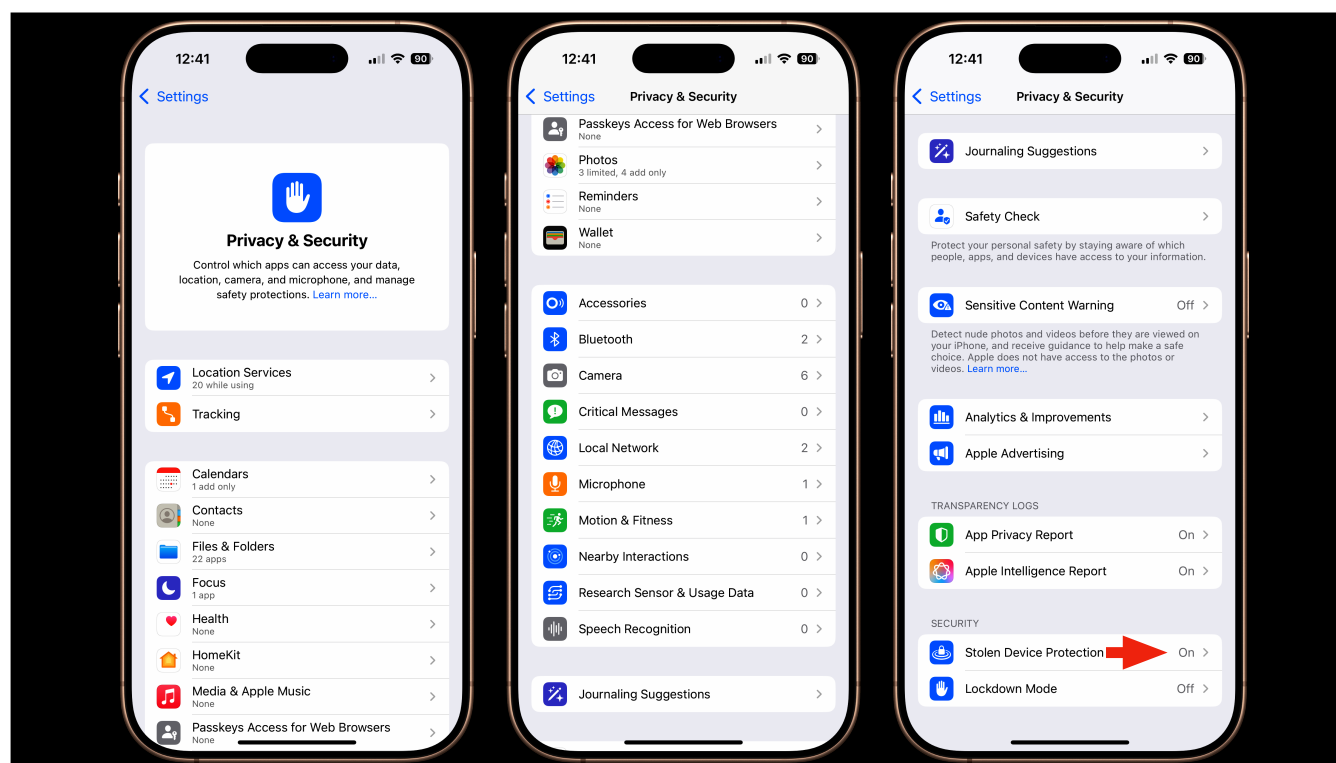 12:41
90
Settings
Privacy & Security
Control which apps can access your data,
location, camera, and microphone, and manage
safety protections. Learn more...
Location Services
20 while using
Tracking
Calendars
1 add only
Contacts
None
Files & Folders
22 apps
Focus
1 app
Health
None
HomeKit
None
Media & Apple Music
None
Passkeys Access for Web Browsers
None
12:41
90
Settings Privacy & Security
Passkeys Access for Web Browsers
None
Photos
3 limited, 4 add only
Reminders
None
Wallet
None
Accessories 0
Bluetooth 2
Camera 6
Critical Messages 0
Local Network 2
Microphone 1
Motion & Fitness 1
Nearby Interactions 0
Research Sensor & Usage Data 0
Speech Recognition 0
Journaling Suggestions
12:41
90
Settings Privacy & Security
Journaling Suggestions
Safety Check
Protect your personal safety by staying aware of which
people, apps, and devices have access to your information.
Sensitive Content Warning Off
Detect nude photos and videos before they are viewed on
your iPhone, and receive guidance to help make a safe
choice. Apple does not have access to the photos or
videos. Learn more...
Analytics & Improvements
Apple Advertising
TRANSPARENCY LOGS
App Privacy Report On
Apple Intelligence Report On
SECURITY
Stolen Device Protection On
Lockdown Mode Off